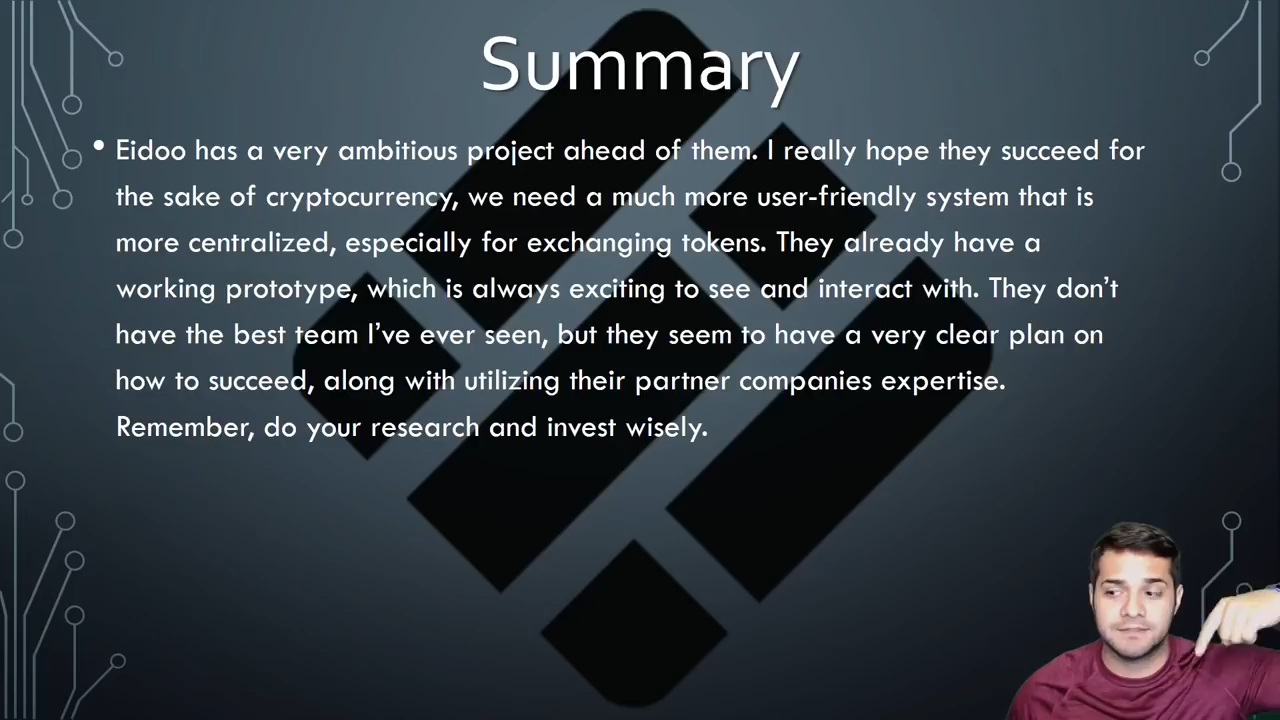 Summary
• Eidoo has a very ambitious project ahead of them. I really hope they succeed for
the sake of cryptocurrency, we need a much more user-friendly system that is
more centralized, especially for exchanging tokens. They already have a
working prototype, which is always exciting to see and interact with. They don’t
have the best team I’ve ever seen, but they seem to have a very clear plan on
how to succeed, along with utilizing their partner companies expertise.
Remember, do your research and invest wisely.